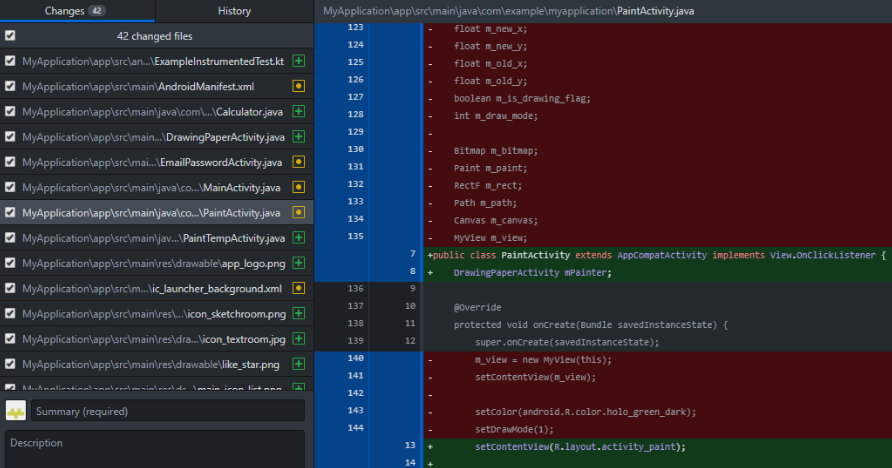 Changes 42
History
42 changed files
MyApplication\app\src\an...\ExampleInstrumentedTest.kt
MyApplication\app\src\main\AndroidManifest.xml
MyApplication\app\src\main\java\com\...\Calculator.java
MyApplication\app\src\main...\DrawingPaperActivity.java
MyApplication\app\src\mai...\EmailPasswordActivity.java
MyApplication\app\src\main\java\co...\MainActivity.java
MyApplication\app\src\main\java\co...\PaintActivity.java
MyApplication\app\src\main\jav...\PaintTempActivity.java
MyApplication\app\src\main\res\drawable\app_logo.png
MyApplication\app\src\m...\ic_launcher_background.xml
MyApplication\app\src\main\res\...\icon_sketchroom.png
MyApplication\app\src\main\res\dra...\icon_textroom.jpg
MyApplication\app\src\main\res\drawable\like_star.png
MyApplication\app\src\main\res\dr...\main_icon_list.png
Summary (required)
Description
MyApplication\app\src\main\java\com\example\myapplication\PaintActivity.java
123 - float m_new_x;
124 - float m_new_y;
125 - float m_old_x;
126 - float m_old_y;
127 - boolean m_is_drawing_flag;
128 - int m_draw_mode;
129 -
130 - Bitmap m_bitmap;
131 - Paint m_paint;
132 - RectF m_rect;
133 - Path m_path;
134 - Canvas m_canvas;
135 - MyView m_view;
7 +public class PaintActivity extends AppCompatActivity implements View.OnClickListener {
8 + DrawingPaperActivity mPainter;
136 9
137 10 @Override
138 11 protected void onCreate(Bundle savedInstanceState) {
139 12 super.onCreate(savedInstanceState);
140 - m_view = new MyView(this);
141 - setContentView(m_view);
142 -
143 - setColor(android.R.color.holo_green_dark);
144 - setDrawMode(1);
13 + setContentView(R.layout.activity_paint);
14 +